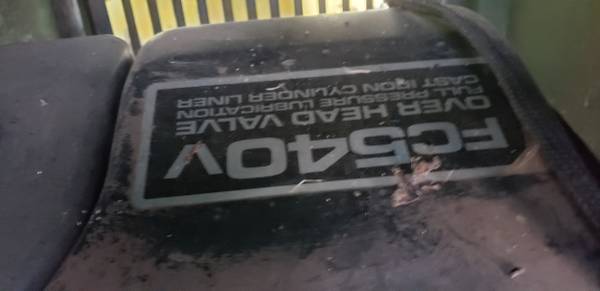 FC540V
OVER HEAD VALVE
FULL PRESSURE LUBRICATION
CAST IRON CYLINDER LINER